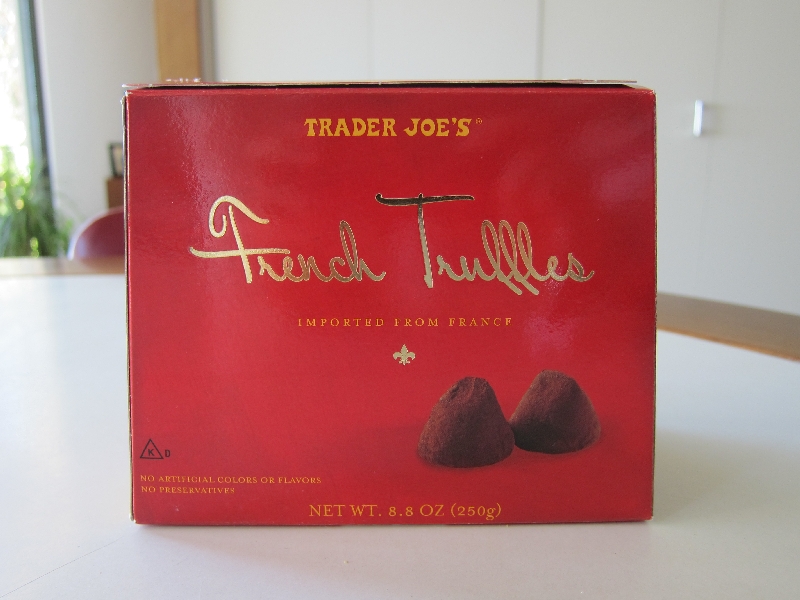 TRADER JOE'S®
French Truffles
IMPORTED FROM FRANCE
K D
NO ARTIFICIAL COLORS OR FLAVORS
NO PRESERVATIVES
NET WT. 8.8 OZ (250g)